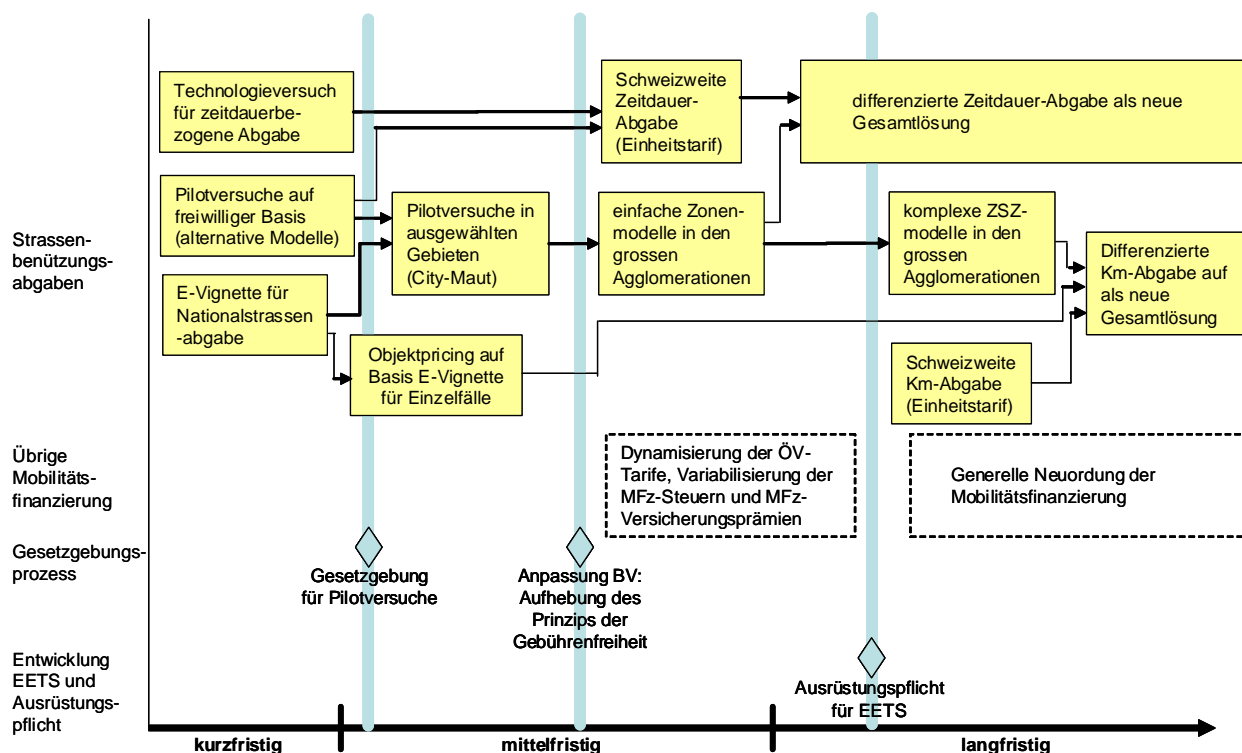 Technologieversuch
für zeitdauerbe-
zogene Abgabe
Schweizweite
Zeitdauer-
Abgabe
(Einheitstarif)
differenzierte Zeitdauer-Abgabe als neue
Gesamtlösung
Strassen-
benützungs-
abgaben
Pilotversuche auf
freiwilliger Basis
(alternative Modelle)
Pilotversuche in
ausgewählten
Gebieten
(City-Maut)
einfache Zonen-
modelle in den
grossen
Agglomerationen
komplexe ZSZ-
modelle in den
grossen
Agglomerationen
Differenzierte
Km-Abgabe auf
als neue
Gesamtlösung
E-Vignette für
Nationalstrassen
-abgabe
Objektpricing auf
Basis E-Vignette
für Einzelfälle
Schweizweite
Km-Abgabe
(Einheitstarif)
Übrige
Mobilitäts-
finanzierung
Dynamisierung der ÖV-
Tarife, Variabilisierung der
MFz-Steuern und MFz-
Versicherungsprämien
Generelle Neuordung der
Mobilitätsfinanzierung
Gesetzgebungs-
prozess
Gesetzgebung
für Pilotversuche
Anpassung BV:
Aufhebung des
Prinzips der
Gebührenfreiheit
Entwicklung
EETS und
Ausrüstungs-
pflicht
Ausrüstungspflicht
für EETS
kurzfristig
mittelfristig
langfristig